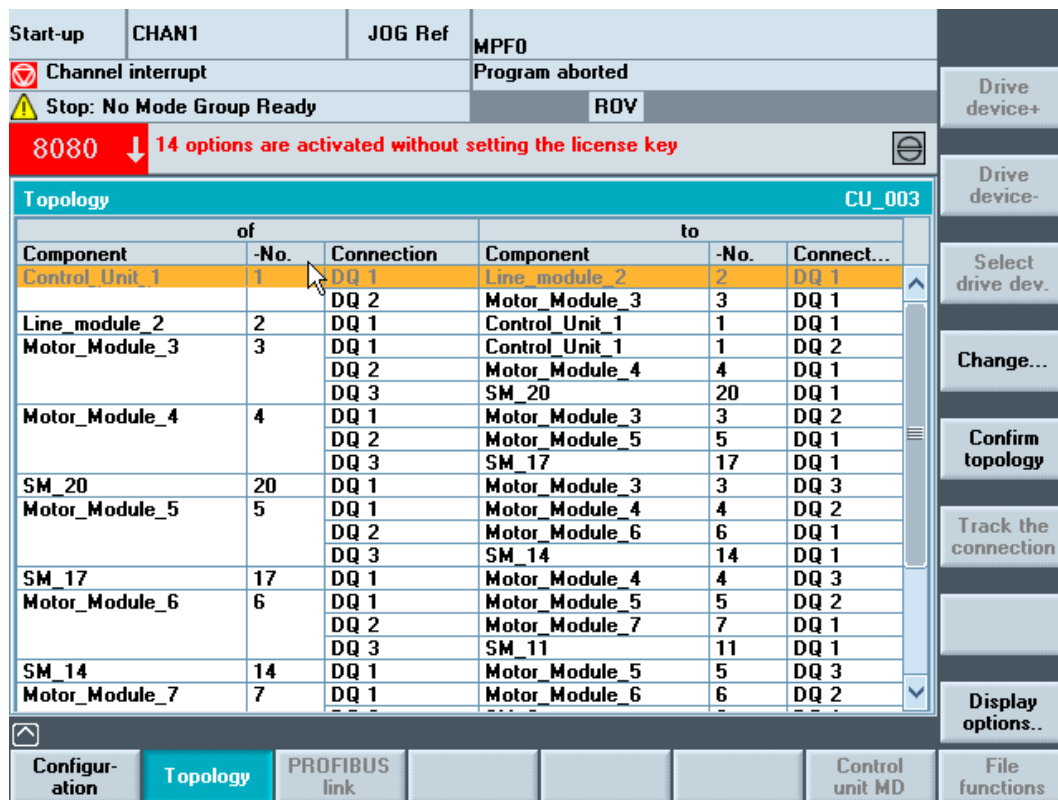 Start-up CHAN1 JOG Ref MPF0
Channel interrupt Program aborted
Stop: No Mode Group Ready ROV
8080 14 options are activated without setting the license key
Topology CU_003
of to
Component -No. Connection Component -No. Connect...
Control_Unit_1 1 DQ 1 Line_module_2 2 DQ 1
DQ 2 Motor_Module_3 3 DQ 1
Line_module_2 2 DQ 1 Control_Unit_1 1 DQ 1
Motor_Module_3 3 DQ 1 Control_Unit_1 1 DQ 2
DQ 2 Motor_Module_4 4 DQ 1
DQ 3 SM_20 20 DQ 1
Motor_Module_4 4 DQ 1 Motor_Module_3 3 DQ 2
DQ 2 Motor_Module_5 5 DQ 1
DQ 3 SM_17 17 DQ 1
SM_20 20 DQ 1 Motor_Module_3 3 DQ 3
Motor_Module_5 5 DQ 1 Motor_Module_4 4 DQ 2
DQ 2 Motor_Module_6 6 DQ 1
DQ 3 SM_14 14 DQ 1
SM_17 17 DQ 1 Motor_Module_4 4 DQ 3
Motor_Module_6 6 DQ 1 Motor_Module_5 5 DQ 2
DQ 2 Motor_Module_7 7 DQ 1
DQ 3 SM_11 11 DQ 1
SM_14 14 DQ 1 Motor_Module_5 5 DQ 3
Motor_Module_7 7 DQ 1 Motor_Module_6 6 DQ 2
Drive
device+
Drive
device-
Select
drive dev.
Change...
Confirm
topology
Track the
connection
Display
options..
Configur-
ation
Topology
PROFIBUS
link
Control
unit MD
File
functions